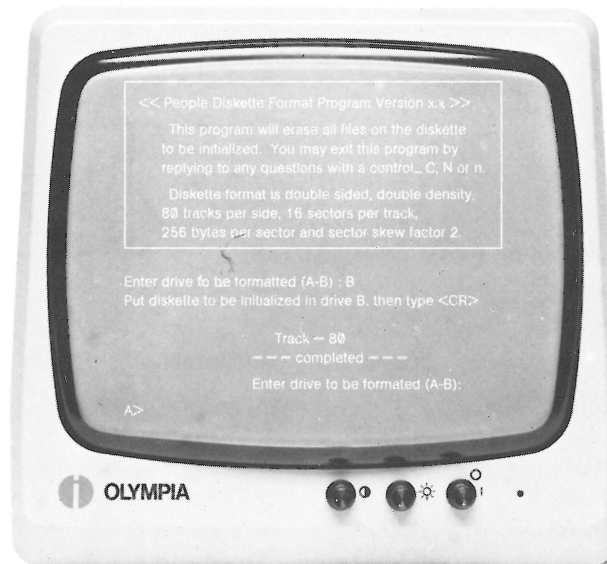 << People Diskette Format Program Version x.x >>
This program will erase all files on the diskette
to be initialized. You may exit this program by
replying to any questions with a control_ C, N or n.
Diskette format is double sided, double density,
80 tracks per side, 16 sectors per track,
256 bytes per sector and sector skew factor 2.
Enter drive to be formatted (A-B) : B
Put diskette to be initialized in drive B, then type <CR>
Track — 80
— — — completed — — —
Enter drive to be formated (A-B):
A>
OLYMPIA